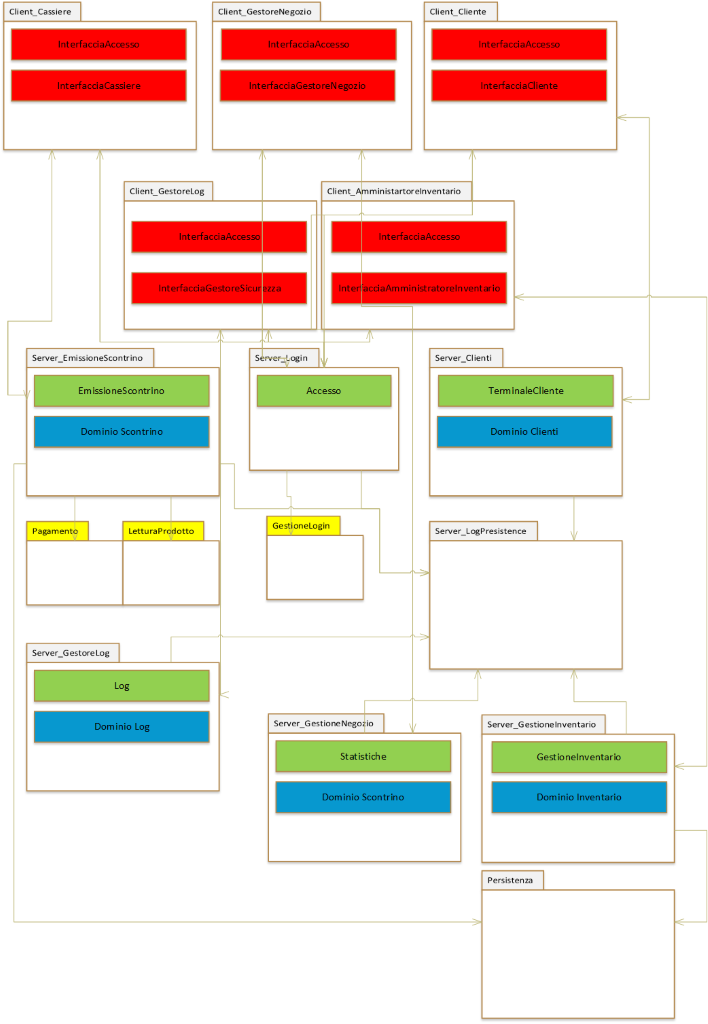 Client_Cassiere
InterfacciaAccesso
InterfacciaCassiere
Client_GestoreNegozio
InterfacciaAccesso
InterfacciaGestoreNegozio
Client_Cliente
InterfacciaAccesso
InterfacciaCliente
Client_GestoreLog
InterfacciaAccesso
InterfacciaGestoreSicurezza
Client_AmministartoreInventario
InterfacciaAccesso
InterfacciaAmministratoreInventario
Server_EmissioneScontrino
EmissioneScontrino
Dominio Scontrino
Server_Login
Accesso
Server_Clienti
TerminaleCliente
Dominio Clienti
Pagamento
LetturaProdotto
GestioneLogin
Server_LogPresistence
Server_GestoreLog
Log
Dominio Log
Server_GestioneNegozio
Statistiche
Dominio Scontrino
Server_GestioneInventario
GestioneInventario
Dominio Inventario
Persistenza